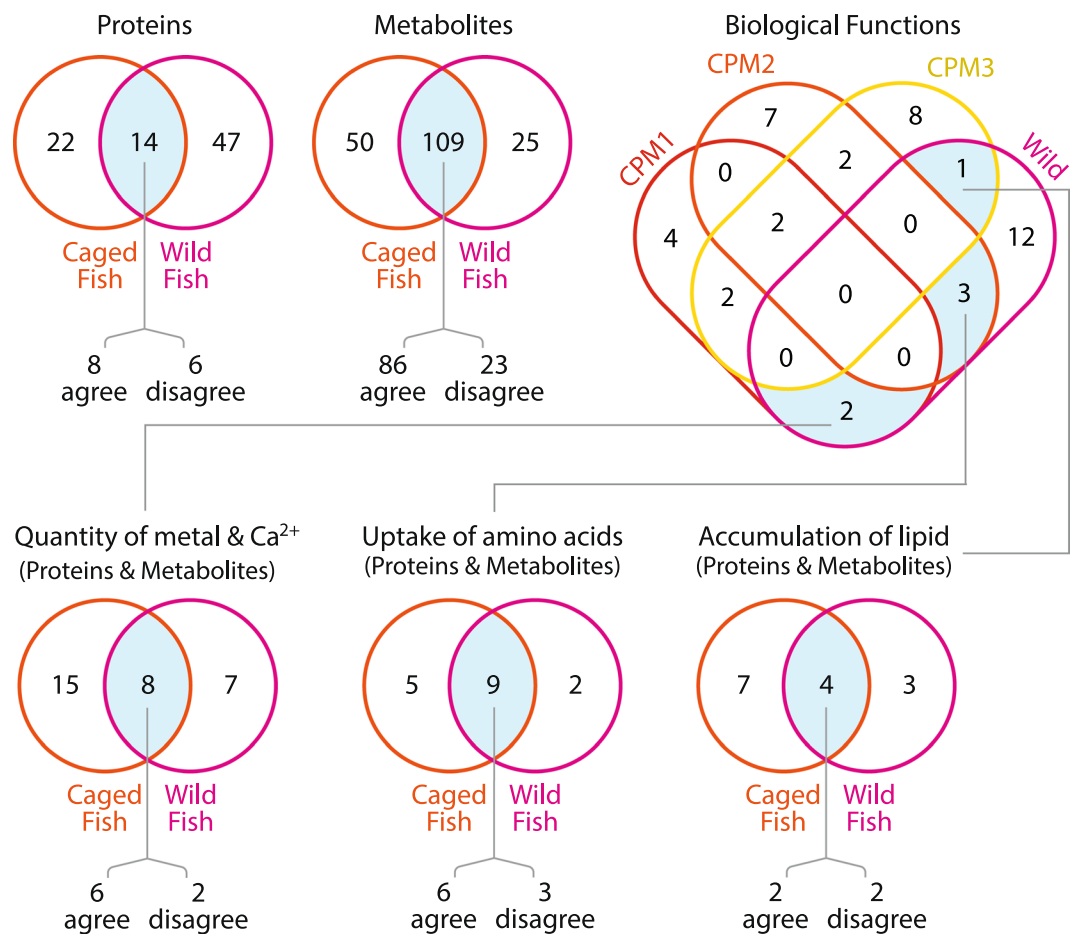 Proteins
22 14 47
Caged Wild
Fish Fish
8 6
agree disagree
Metabolites
50 109 25
Caged Wild
Fish Fish
86 23
agree disagree
Biological Functions
CPM2 CPM3
CPM1 Wild
7 8
0 2 1
4 2 0 12
2 0 3
0 0
2
Quantity of metal & Ca²⁺
(Proteins & Metabolites)
15 8 7
Caged Wild
Fish Fish
6 2
agree disagree
Uptake of amino acids
(Proteins & Metabolites)
5 9 2
Caged Wild
Fish Fish
6 3
agree disagree
Accumulation of lipid
(Proteins & Metabolites)
7 4 3
Caged Wild
Fish Fish
2 2
agree disagree